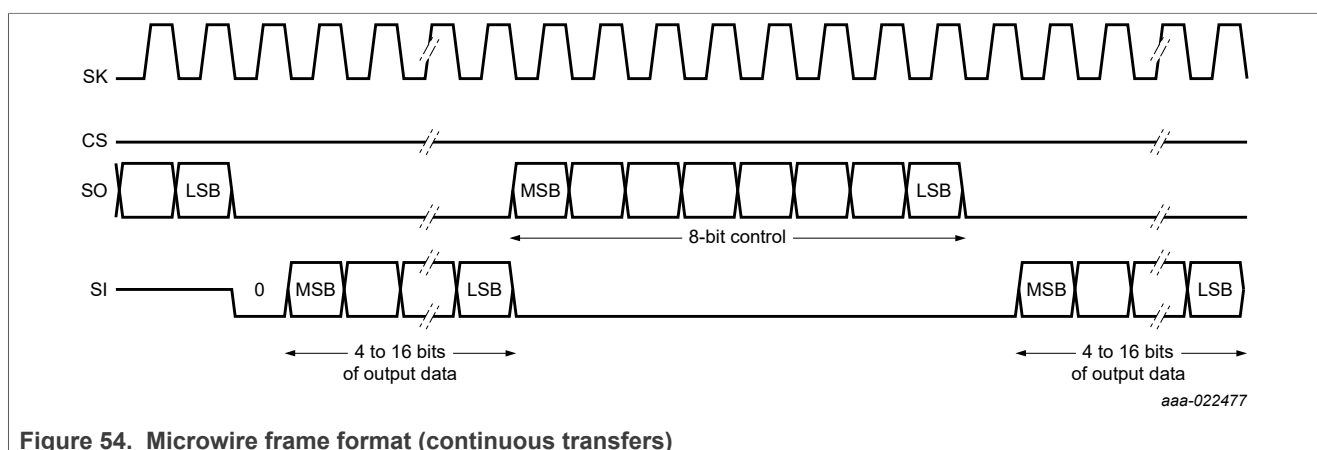 SK
CS
SO
LSB
MSB
LSB
8-bit control
SI
0
MSB
LSB
MSB
LSB
4 to 16 bits
of output data
4 to 16 bits
of output data
aaa-022477
Figure 54. Microwire frame format (continuous transfers)